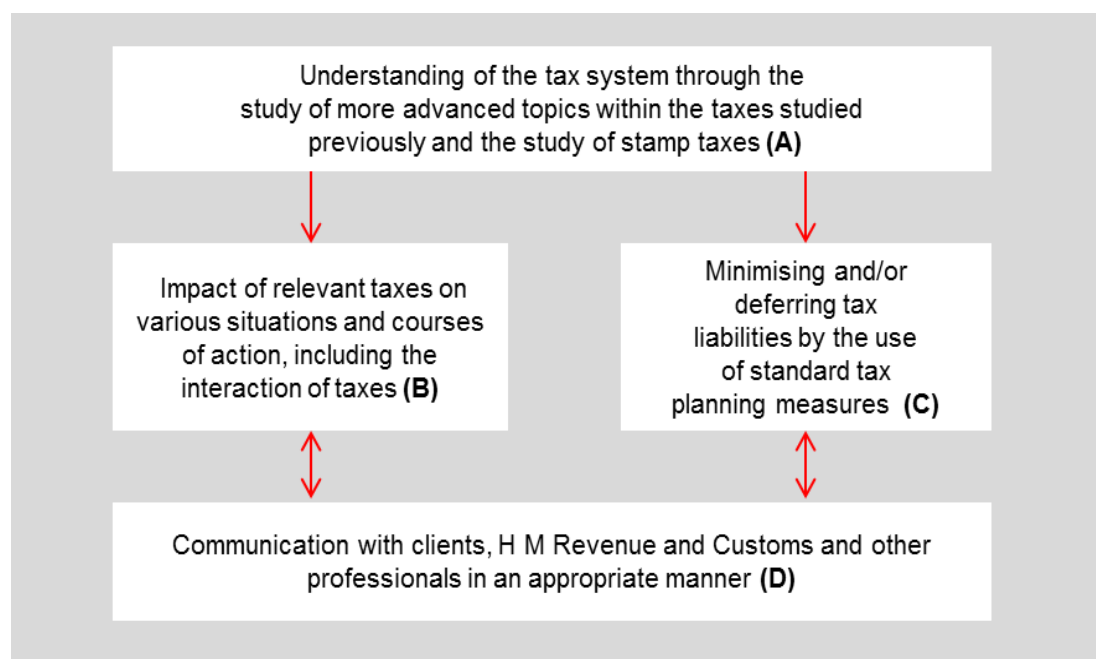 Understanding of the tax system through the
study of more advanced topics within the taxes studied
previously and the study of stamp taxes (A)
Impact of relevant taxes on
various situations and courses
of action, including the
interaction of taxes (B)
Minimising and/or
deferring tax
liabilities by the use
of standard tax
planning measures (C)
Communication with clients, H M Revenue and Customs and other
professionals in an appropriate manner (D)